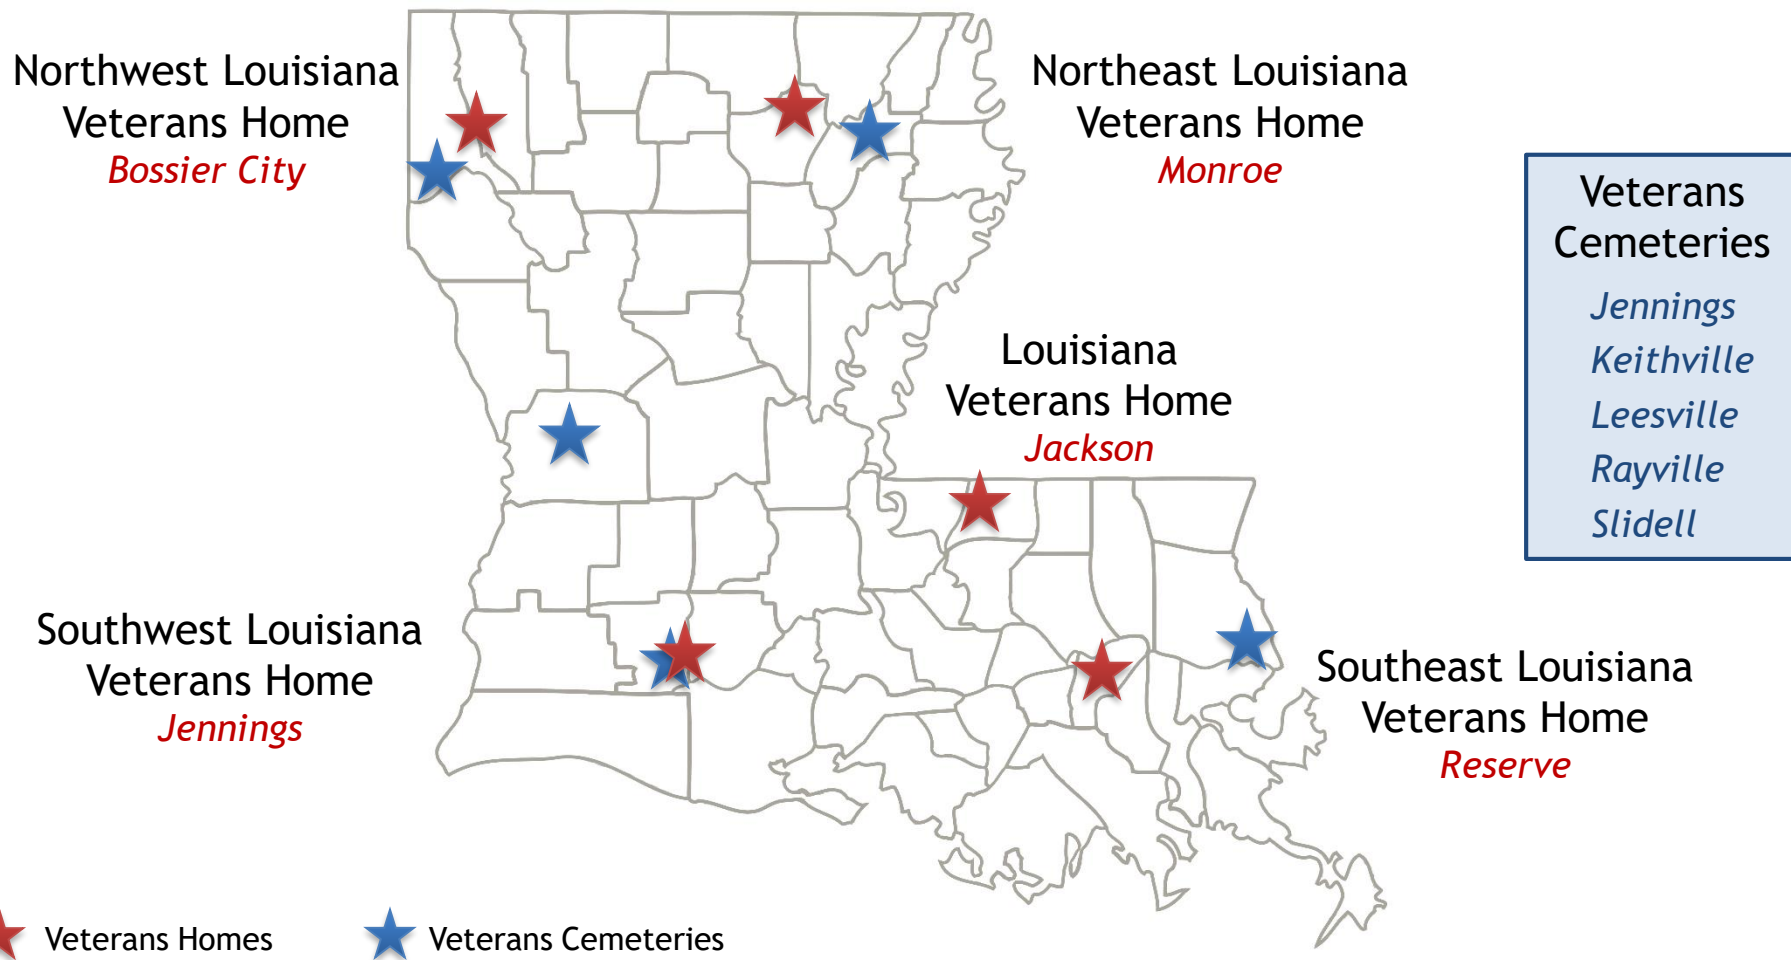 Northwest Louisiana
Veterans Home
Bossier City
Northeast Louisiana
Veterans Home
Monroe
Veterans
Cemeteries
Jennings
Keithville
Leesville
Rayville
Slidell
Louisiana
Veterans Home
Jackson
Southwest Louisiana
Veterans Home
Jennings
Southeast Louisiana
Veterans Home
Reserve
Veterans Homes
Veterans Cemeteries